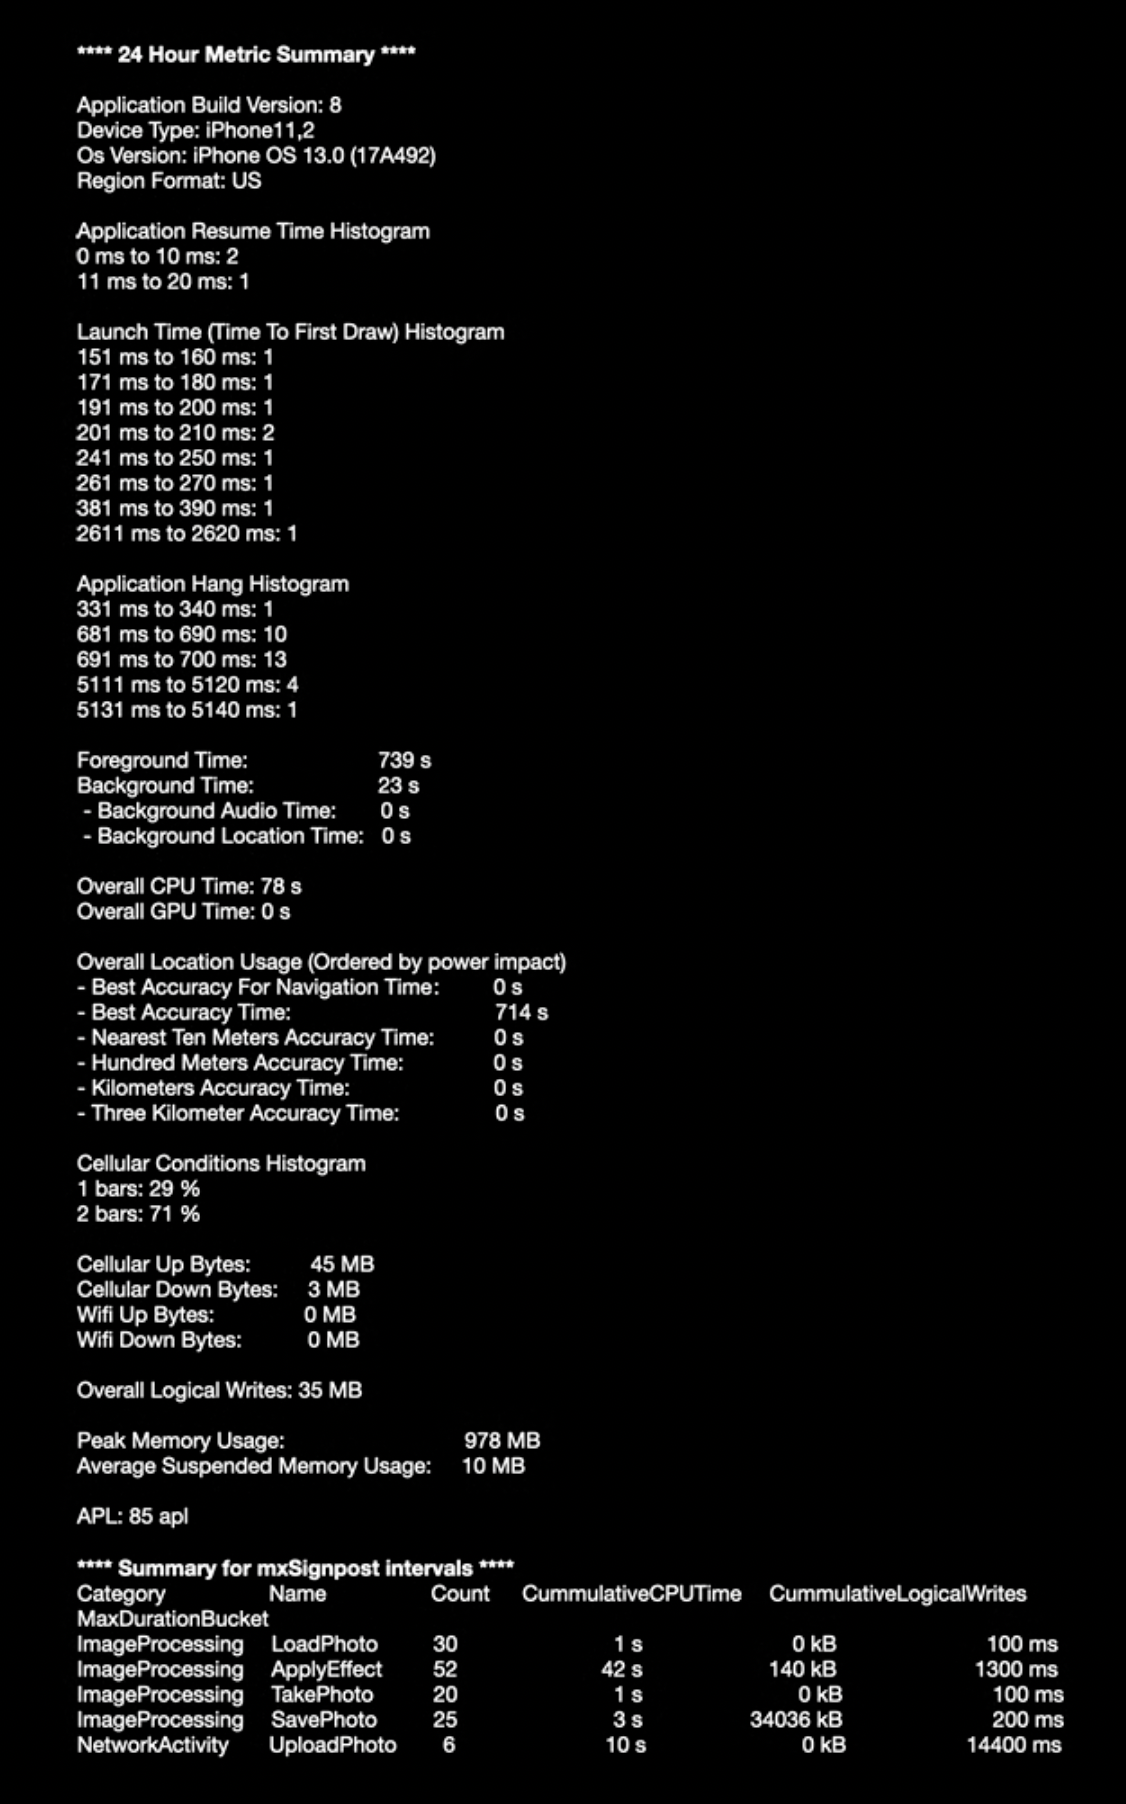 **** 24 Hour Metric Summary ****
Application Build Version: 8
Device Type: iPhone11,2
Os Version: iPhone OS 13.0 (17A492)
Region Format: US
Application Resume Time Histogram
0 ms to 10 ms: 2
11 ms to 20 ms: 1
Launch Time (Time To First Draw) Histogram
151 ms to 160 ms: 1
171 ms to 180 ms: 1
191 ms to 200 ms: 1
201 ms to 210 ms: 2
241 ms to 250 ms: 1
261 ms to 270 ms: 1
381 ms to 390 ms: 1
2611 ms to 2620 ms: 1
Application Hang Histogram
331 ms to 340 ms: 1
681 ms to 690 ms: 10
691 ms to 700 ms: 13
5111 ms to 5120 ms: 4
5131 ms to 5140 ms: 1
Foreground Time: 739 s
Background Time: 23 s
- Background Audio Time: 0 s
- Background Location Time: 0 s
Overall CPU Time: 78 s
Overall GPU Time: 0 s
Overall Location Usage (Ordered by power impact)
- Best Accuracy For Navigation Time: 0 s
- Best Accuracy Time: 714 s
- Nearest Ten Meters Accuracy Time: 0 s
- Hundred Meters Accuracy Time: 0 s
- Kilometers Accuracy Time: 0 s
- Three Kilometer Accuracy Time: 0 s
Cellular Conditions Histogram
1 bars: 29 %
2 bars: 71 %
Cellular Up Bytes: 45 MB
Cellular Down Bytes: 3 MB
Wifi Up Bytes: 0 MB
Wifi Down Bytes: 0 MB
Overall Logical Writes: 35 MB
Peak Memory Usage: 978 MB
Average Suspended Memory Usage: 10 MB
APL: 85 apl
**** Summary for mxSignpost intervals ****
Category Name Count CummulativeCPUTime CummulativeLogicalWrites
MaxDurationBucket
ImageProcessing LoadPhoto 30 1 s 0 kB 100 ms
ImageProcessing ApplyEffect 52 42 s 140 kB 1300 ms
ImageProcessing TakePhoto 20 1 s 0 kB 100 ms
ImageProcessing SavePhoto 25 3 s 34036 kB 200 ms
NetworkActivity UploadPhoto 6 10 s 0 kB 14400 ms